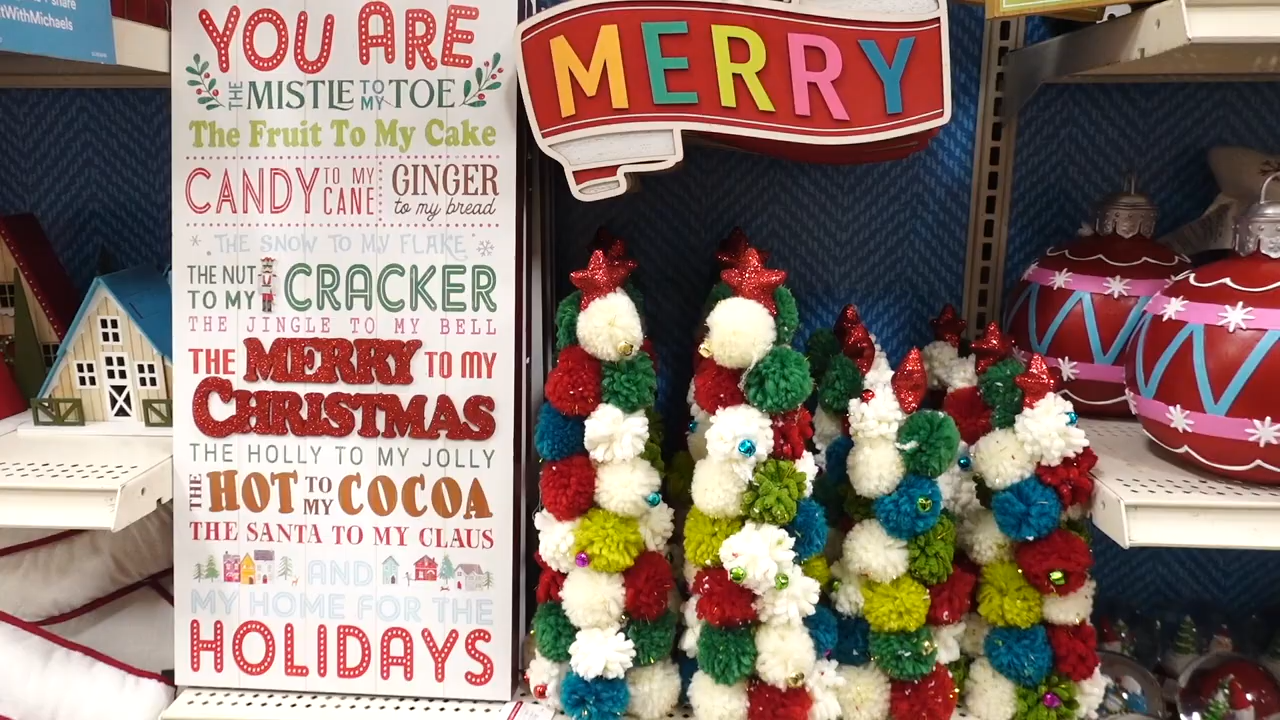 & share
tWithMichaels
YOU ARE
THE MISTLE TO MY TOE
The Fruit To My Cake
CANDY TO MY CANE
GINGER to my bread
THE SNOW TO MY FLAKE
THE NUT TO MY CRACKER
THE JINGLE TO MY BELL
THE MERRY TO MY
CHRISTMAS
THE HOLLY TO MY JOLLY
THE HOT TO MY COCOA
THE SANTA TO MY CLAUS
AND
MY HOME FOR THE
HOLIDAYS
MERRY